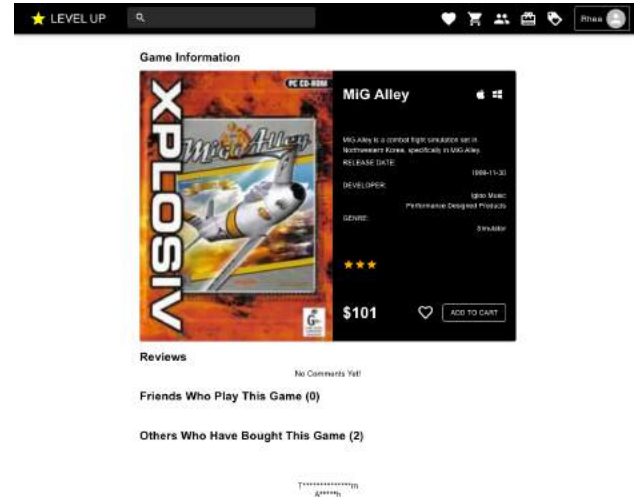 LEVEL UP
Rhea
Game Information
PC CD-ROM
XPLOSIV
MiG Alley
G
MiG Alley
MiG Alley is a combat flight simulation set in
Northwestern Korea, specifically in MiG Alley.
RELEASE DATE:
1999-11-30
DEVELOPER:
Igloo Music
Performance Designed Products
GENRE:
Simulator
$101
ADD TO CART
Reviews
No Comments Yet!
Friends Who Play This Game (0)
Others Who Have Bought This Game (2)
T**************m
A*****h